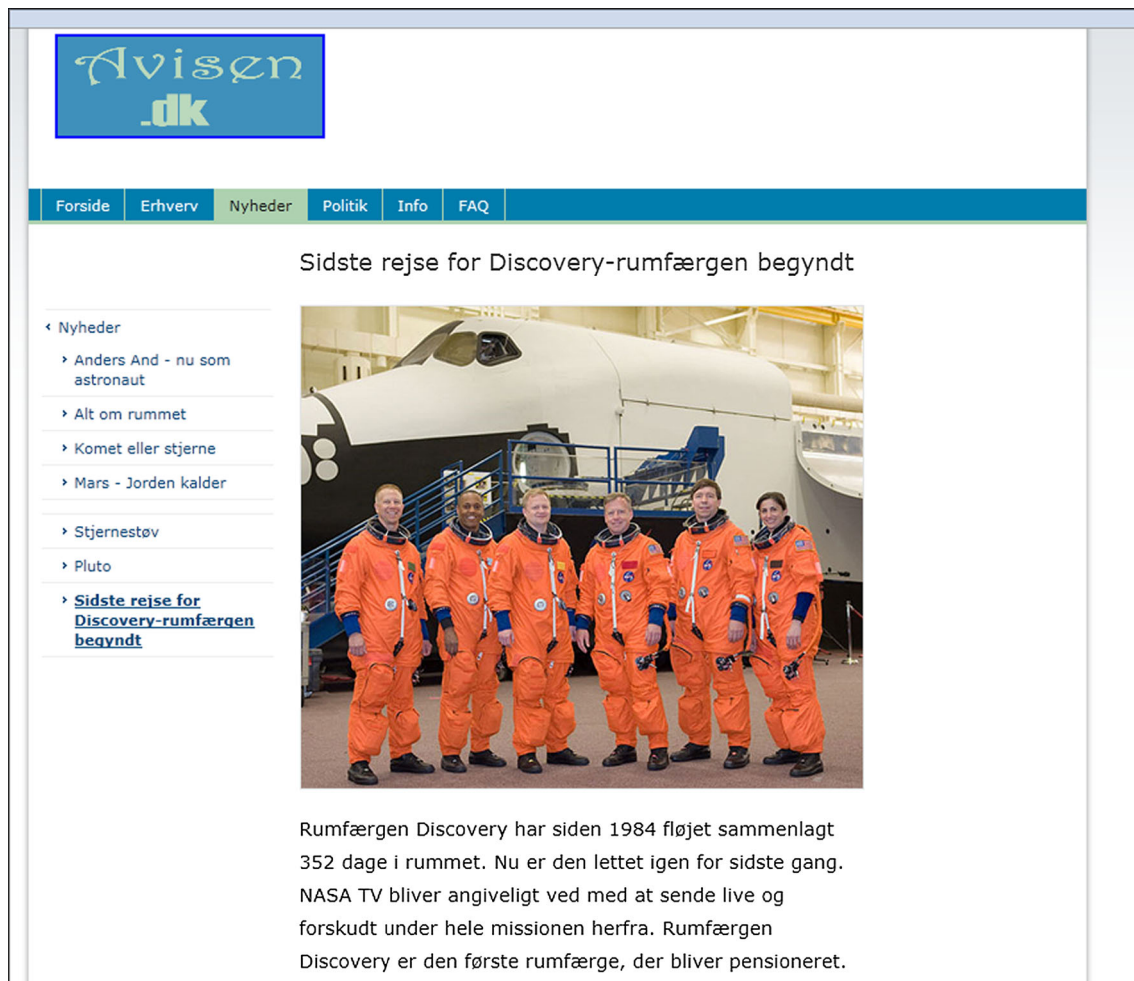 Avisen
.dk
Forside Erhverv Nyheder Politik Info FAQ
Sidste rejse for Discovery-rumfærgen begyndt
Nyheder
Anders And - nu som
astronaut
Alt om rummet
Komet eller stjerne
Mars - Jorden kalder
Stjernestøv
Pluto
Sidste rejse for
Discovery-rumfærgen
begyndt
Rumfærgen Discovery har siden 1984 fløjet sammenlagt
352 dage i rummet. Nu er den lettet igen for sidste gang.
NASA TV bliver angiveligt ved med at sende live og
forskudt under hele missionen herfra. Rumfærgen
Discovery er den første rumfærge, der bliver pensioneret.